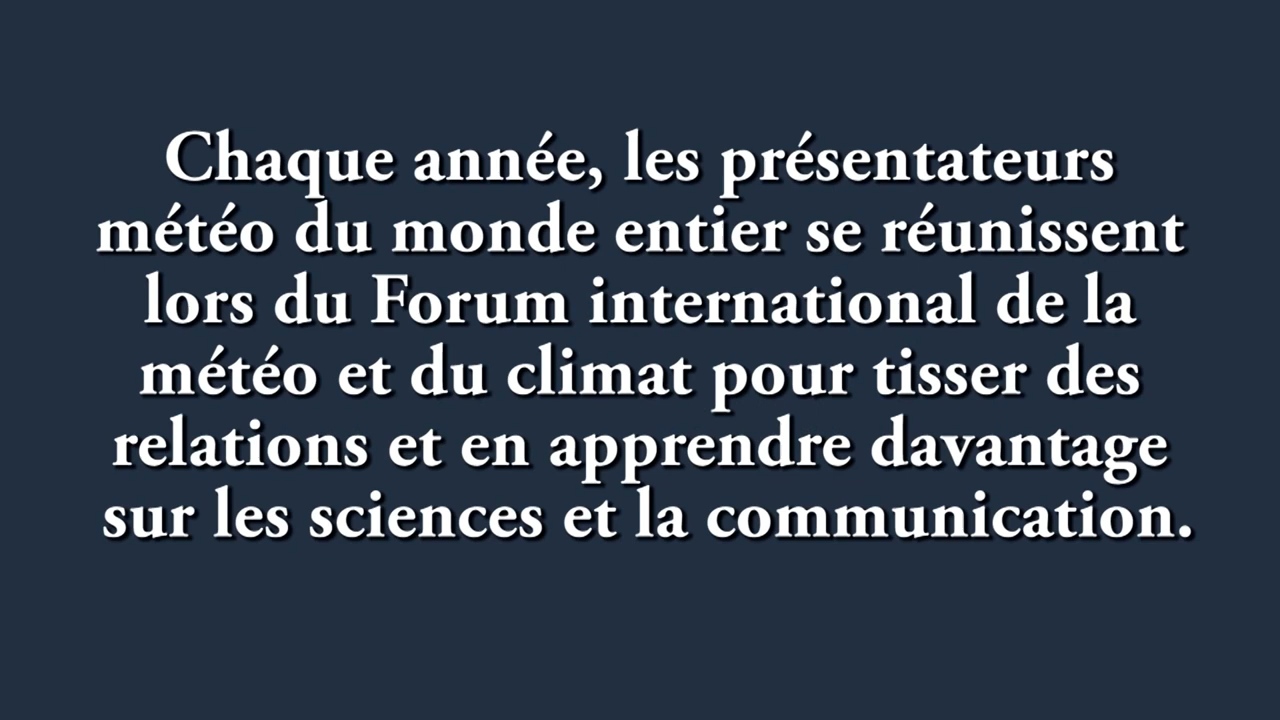 Chaque année, les présentateurs
météo du monde entier se réunissent
lors du Forum international de la
météo et du climat pour tisser des
relations et en apprendre davantage
sur les sciences et la communication.